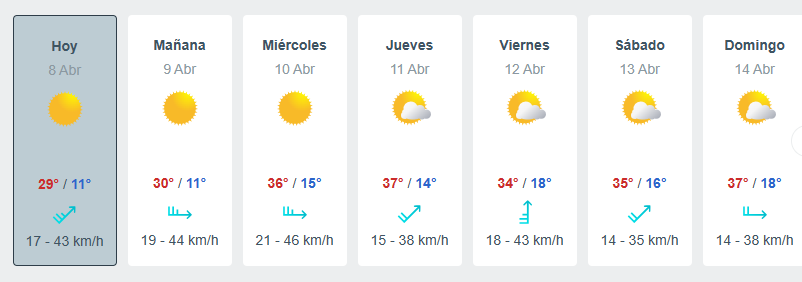 Hoy
8 Abr
29° / 11°
17 - 43 km/h
Mañana
9 Abr
30° / 11°
19 - 44 km/h
Miércoles
10 Abr
36° / 15°
21 - 46 km/h
Jueves
11 Abr
37° / 14°
15 - 38 km/h
Viernes
12 Abr
34° / 18°
18 - 43 km/h
Sábado
13 Abr
35° / 16°
14 - 35 km/h
Domingo
14 Abr
37° / 18°
14 - 38 km/h